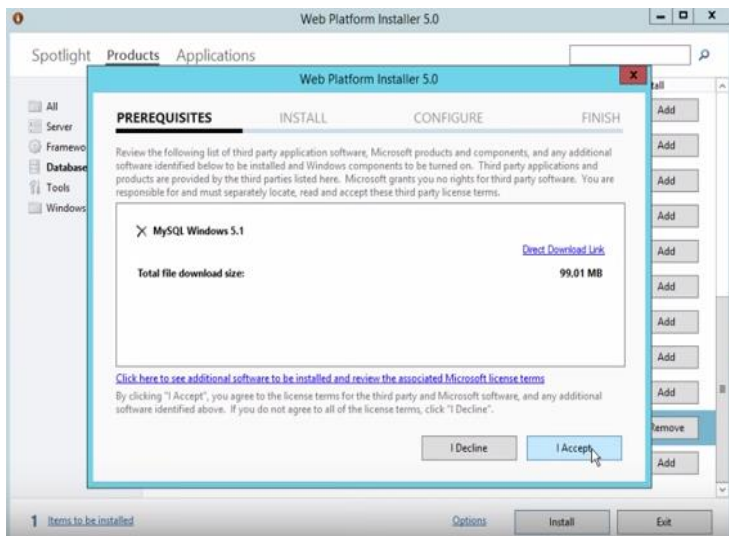 Web Platform Installer 5.0
Spotlight Products Applications
Web Platform Installer 5.0
PREREQUISITES INSTALL CONFIGURE FINISH
Review the following list of third party application software, Microsoft products and components, and any additional
software identified below to be installed and Windows components to be turned on. Third party applications and
products are provided by the third parties listed here. Microsoft grants you no rights for third party software. You are
responsible for and must separately locate, read and accept these third party license terms.
MySQL Windows 5.1
Direct Download Link
Total file download size: 99.01 MB
Click here to see additional software to be installed and review the associated Microsoft license terms
By clicking "I Accept", you agree to the license terms for the third party and Microsoft software, and any additional
software identified above. If you do not agree to all of the license terms, click "I Decline".
I Decline I Accept
All
Server
Framewo
Database
Tools
Windows
tall
Add
Add
Add
Add
Add
Add
Add
Add
Add
Remove
Add
1 Items to be installed Options Install Exit